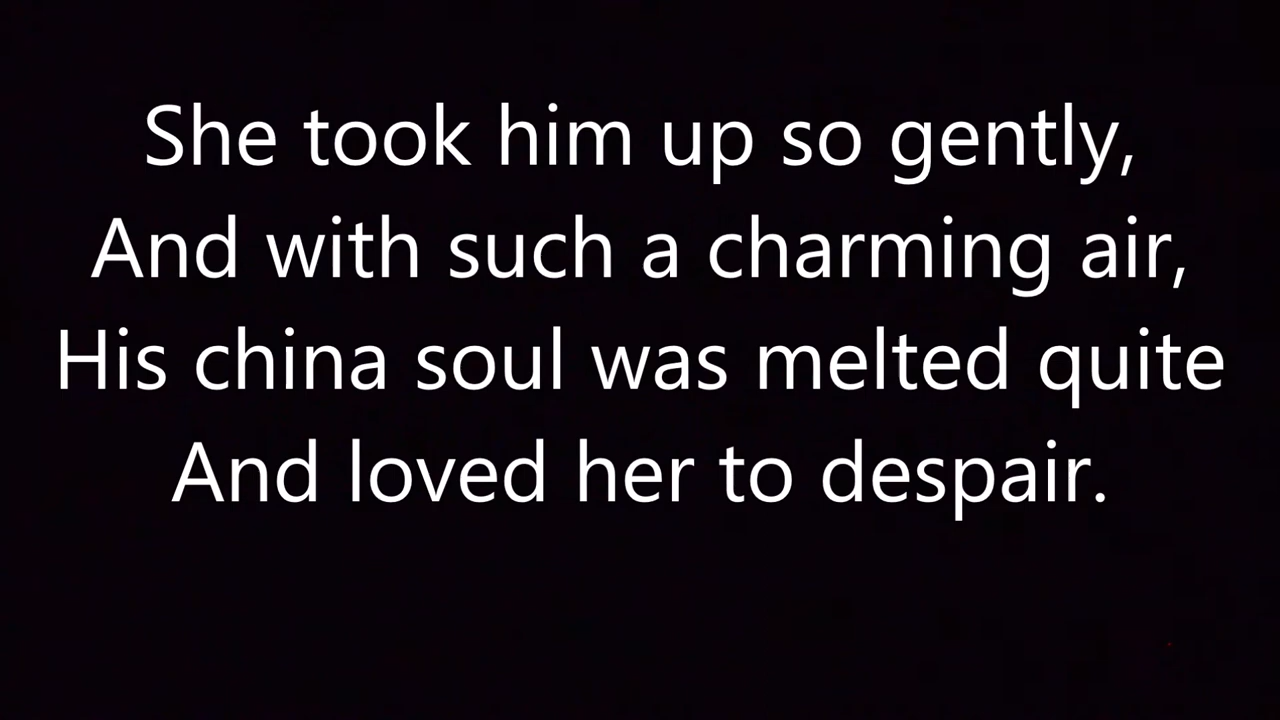 She took him up so gently,
And with such a charming air,
His china soul was melted quite
And loved her to despair.